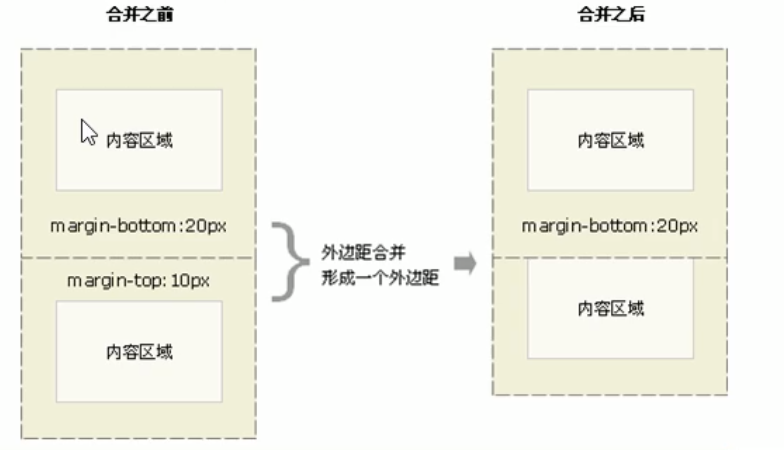 合并之前
合并之后
内容区域
margin-bottom:20px
margin-top:10px
内容区域
外边距合并
形成一个外边距
内容区域
margin-bottom:20px
内容区域